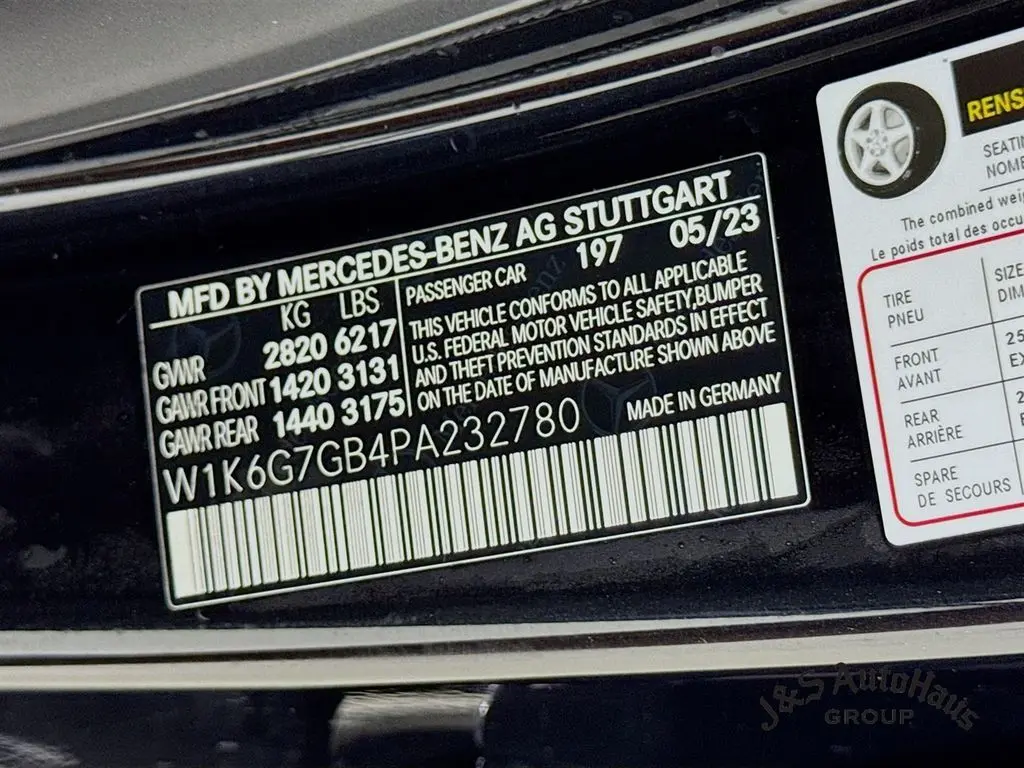 MFD BY MERCEDES-BENZ AG STUTTGART
KG LBS
GVWR 2820 6217
GAWR FRONT 1420 3131
GAWR REAR 1440 3175
PASSENGER CAR 197 05/23
THIS VEHICLE CONFORMS TO ALL APPLICABLE
U.S. FEDERAL MOTOR VEHICLE SAFETY,BUMPER
AND THEFT PREVENTION STANDARDS IN EFFECT
ON THE DATE OF MANUFACTURE SHOWN ABOVE
W1K6G7GB4PA232780
MADE IN GERMANY
The combined
Le poids total des
TIRE
PNEU
FRONT
AVANT
REAR
ARRIÈRE
SPARE
DE SECOURS
J&S AutoHaus
GROUP